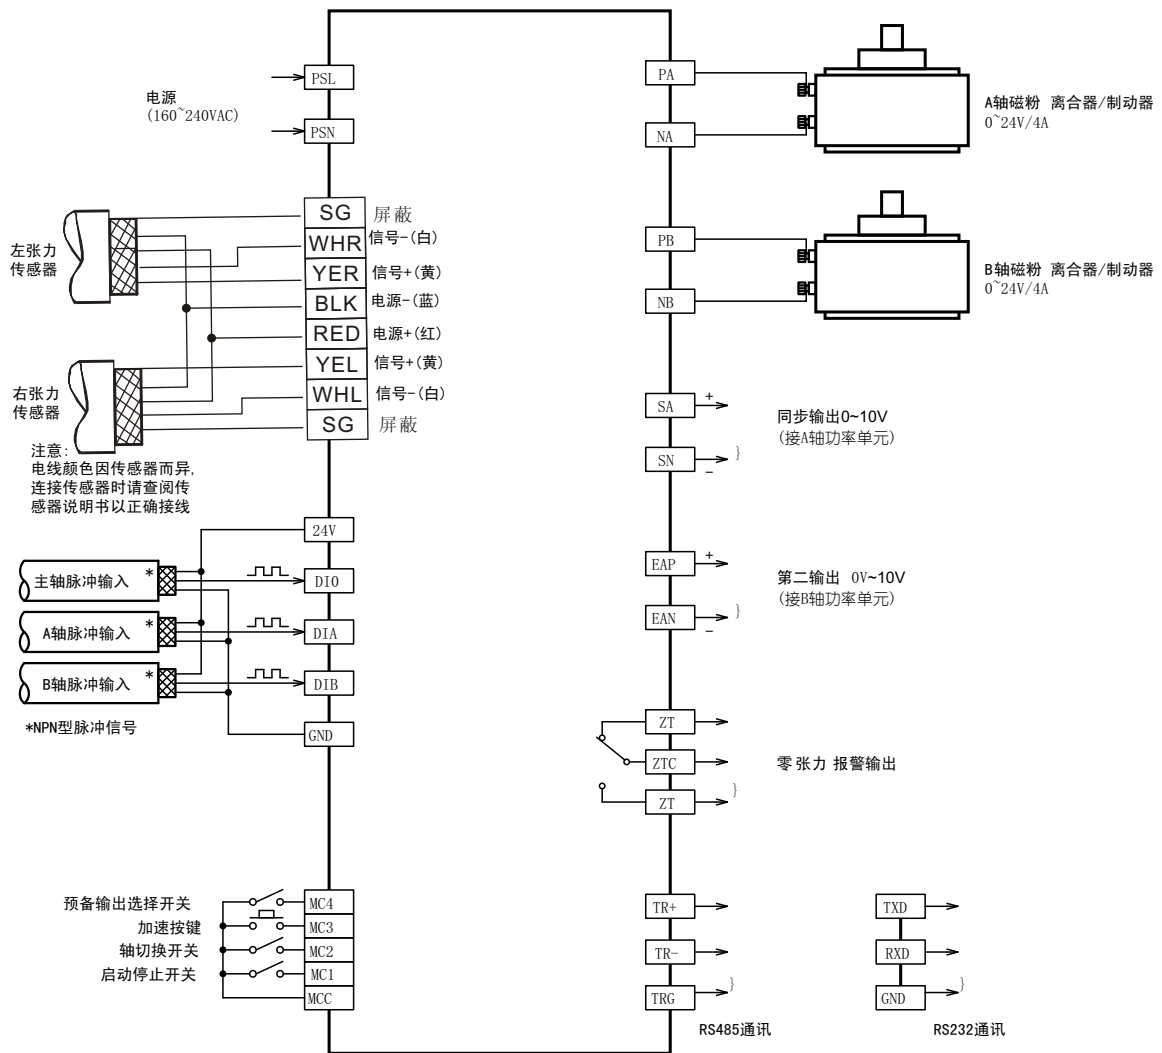 PSL
电源
(160~240VAC)
PSN
SG 屏蔽
WHR 信号-(白)
YER 信号+(黄)
BLK 电源-(蓝)
RED 电源+(红)
YEL 信号+(黄)
WHL 信号-(白)
SG 屏蔽
左张力
传感器
右张力
传感器
注意:
电线颜色因传感器而异,
连接传感器时请查阅传
感器说明书以正确接线
24V
主轴脉冲输入 * DI0
A轴脉冲输入 * DIA
B轴脉冲输入 * DIB
*NPN型脉冲信号
GND
预备输出选择开关 MC4
加速按键 MC3
轴切换开关 MC2
启动停止开关 MC1
MCC
PA
NA
A轴磁粉 离合器/制动器
0~24V/4A
PB
NB
B轴磁粉 离合器/制动器
0~24V/4A
SA +
SN } -
同步输出0~10V
(接A轴功率单元)
EAP +
EAN } -
第二输出 0V~10V
(接B轴功率单元)
ZT
ZTC
ZT }
零张力 报警输出
TR+
TR-
TRG }
RS485通讯
TXD
RXD
GND }
RS232通讯